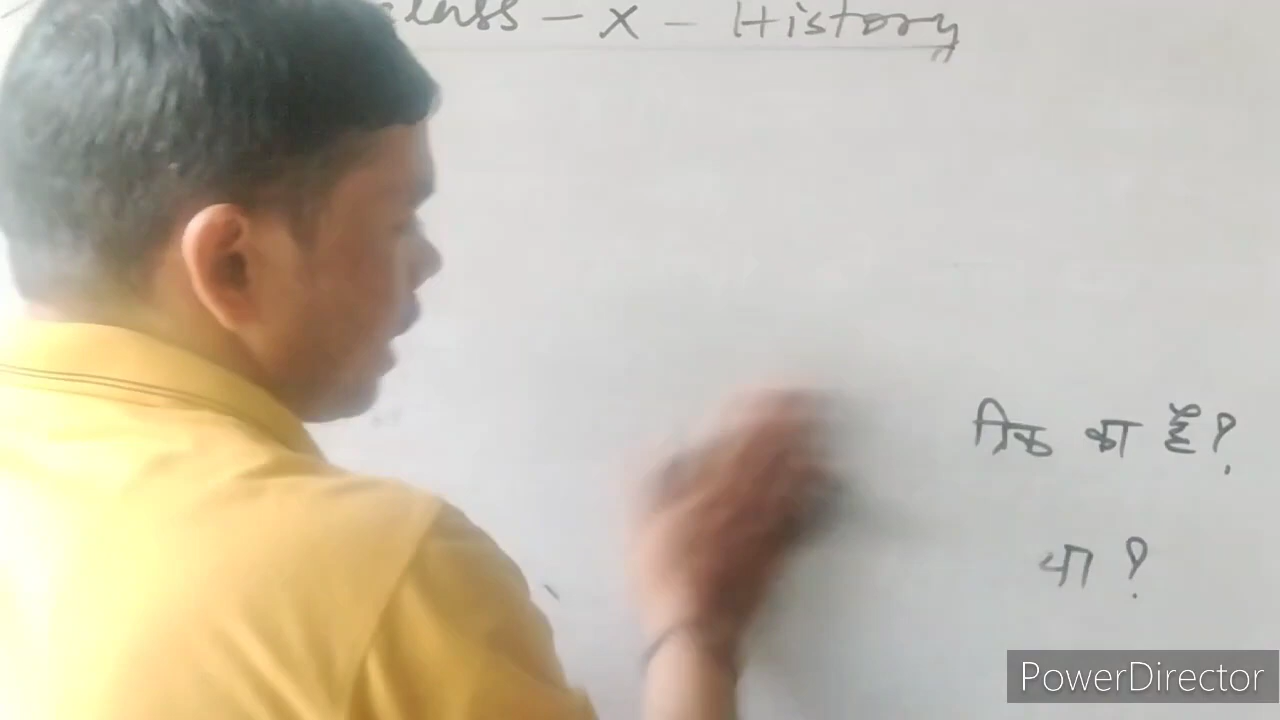 class - X - History
का है?
था ?
PowerDirector